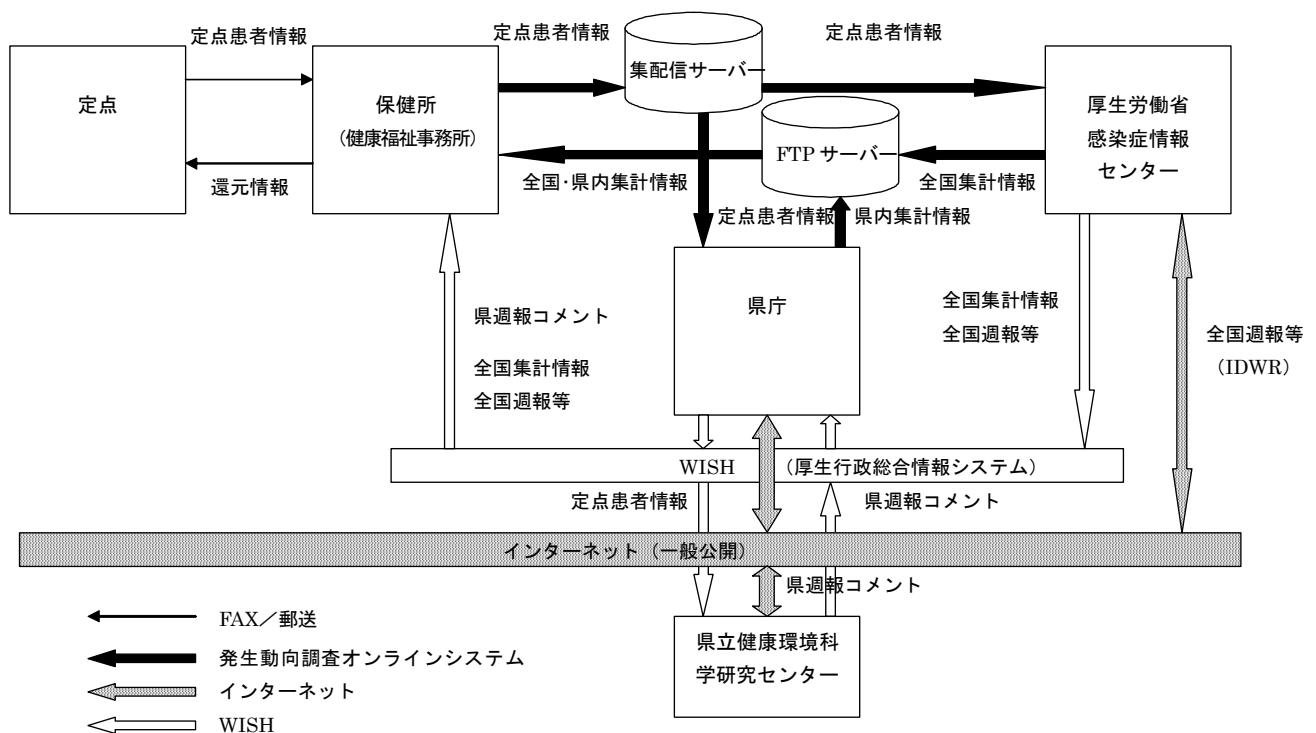 定点患者情報
定点患者情報
定点患者情報
集配信サーバー
定点
保健所
（健康福祉事務所）
厚生労働省
感染症情報
センター
FTP サーバー
還元情報
全国・県内集計情報
全国集計情報
定点患者情報
県内集計情報
県庁
県週報コメント
全国集計情報
全国週報等
全国集計情報
全国週報等
全国週報等
（IDWR）
WISH （厚生行政総合情報システム）
定点患者情報
県週報コメント
インターネット（一般公開）
県週報コメント
県立健康環境科
学研究センター
FAX／郵送
発生動向調査オンラインシステム
インターネット
WISH